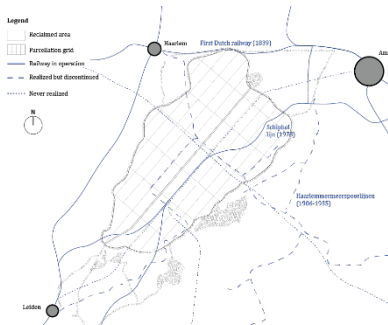 Legend
Reclaimed area
Parcellation grid
Railway in operation
Realized but discontinued
Never realized
N
Haarlem
First Dutch railway (1839)
Am
Schiphol
lijn (1978)
Haarlemmermeerspoorlijnen
(1906-1935)
Leiden